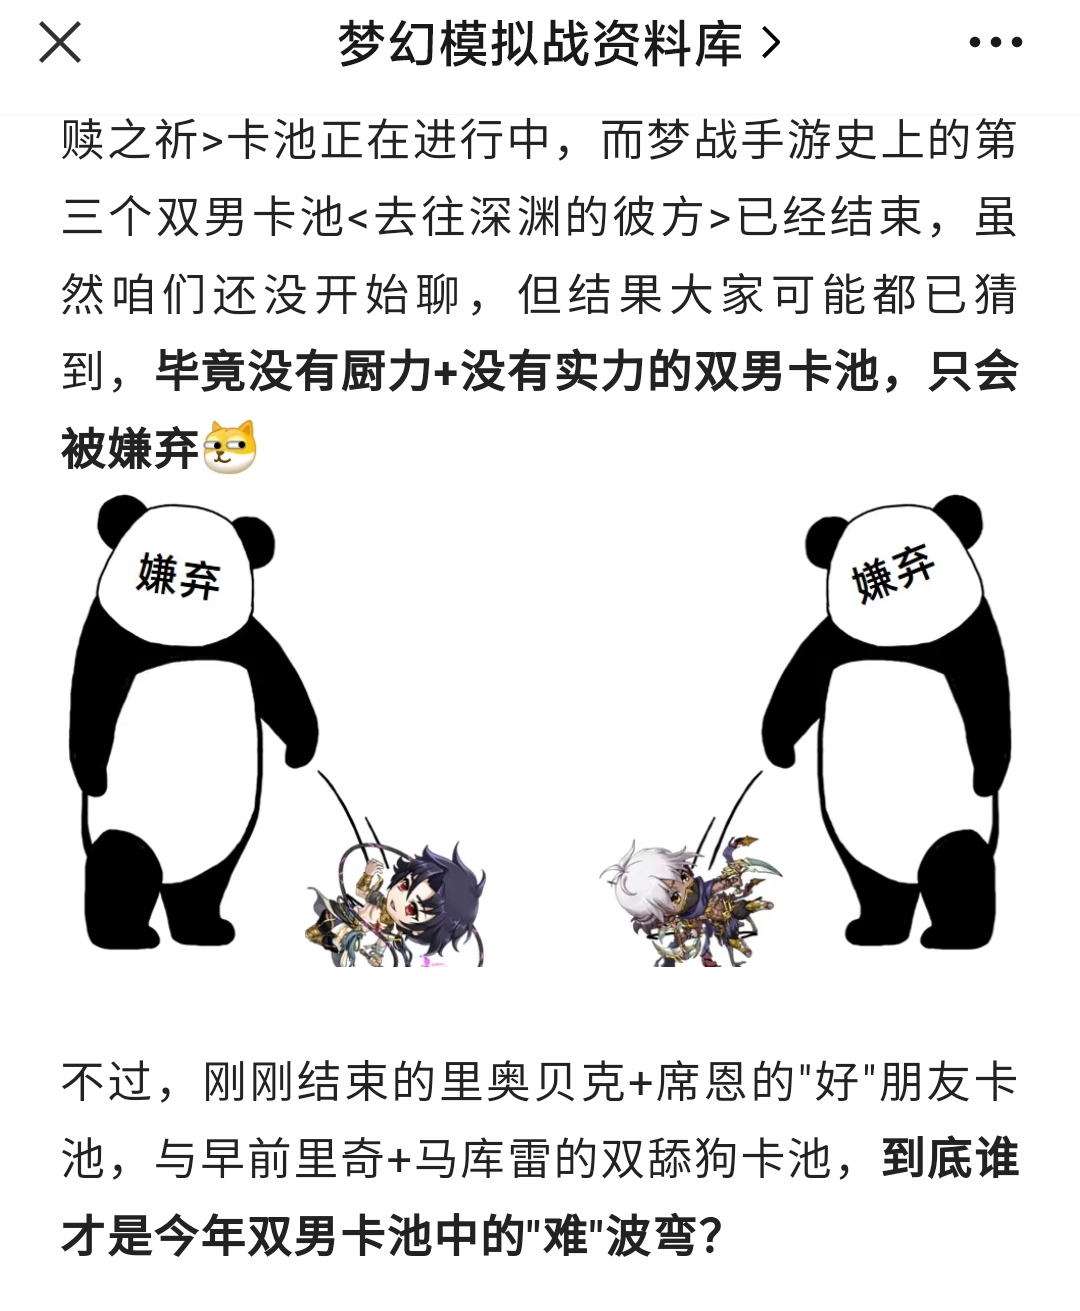 梦幻模拟战资料库
赎之祈>卡池正在进行中，而梦战手游史上的第
三个双男卡池<去往深渊的彼方>已经结束，虽
然咱们还没开始聊，但结果大家可能都已猜
到，毕竟没有厨力+没有实力的双男卡池，只会
被嫌弃
嫌弃
嫌弃
不过，刚刚结束的里奥贝克+席恩的"好"朋友卡
池，与早前里奇+马库雷的双舔狗卡池，到底谁
才是今年双男卡池中的"难"波弯？